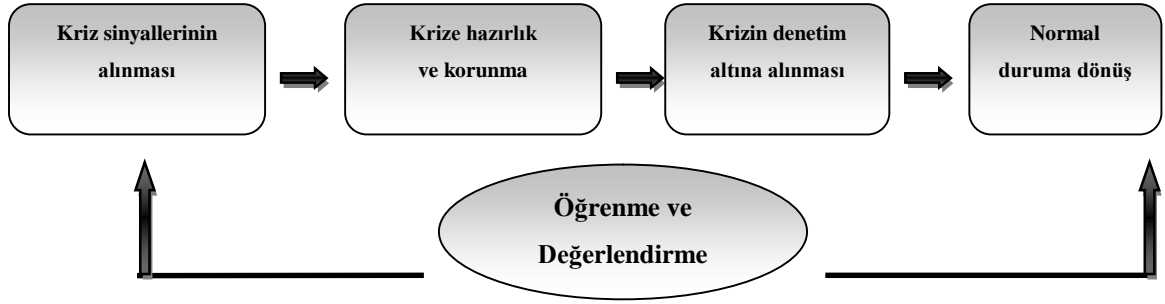 Kriz sinyallerinin
alınması
Krize hazırlık
ve korunma
Krizin denetim
altına alınması
Normal
duruma dönüş
Öğrenme ve
Değerlendirme